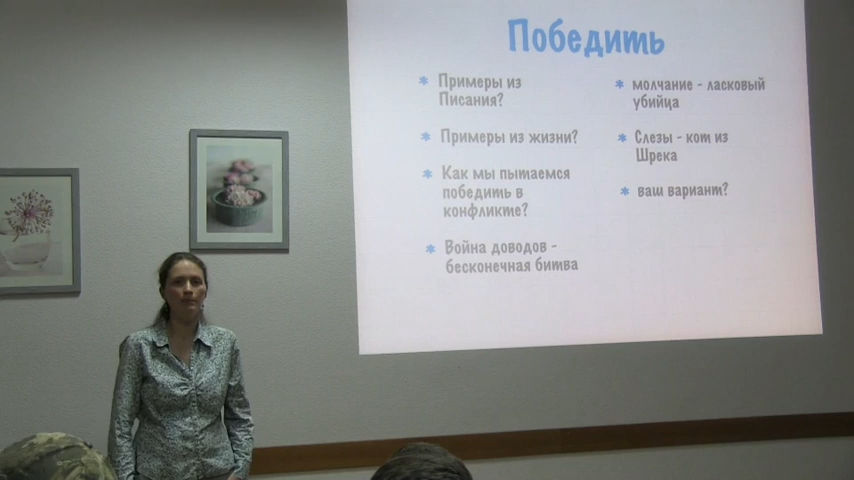 Победить
* Примеры из
Писания?
* Примеры из жизни?
* Как мы пытаемся
победить в
конфликте?
* Война доводов -
бесконечная битва
* молчание - ласковый
убийца
* Слезы - кот из
Шрека
* ваш вариант?